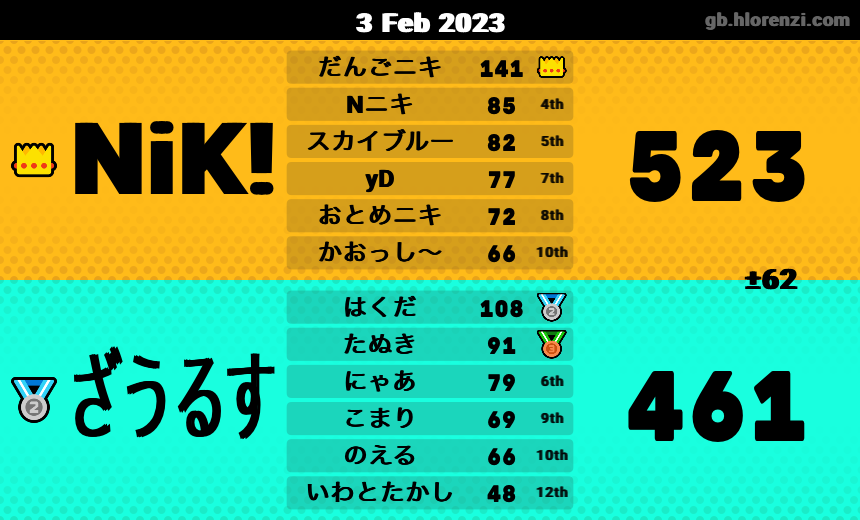 3 Feb 2023
gb.hlorenzi.com
NiK!
だんごニキ 141
Nニキ 85 4th
スカイブルー 82 5th
yD 77 7th
おとめニキ 72 8th
かおっし〜 66 10th
523
±62
ざうるす
はくだ 108 2
たぬき 91 3
にゃあ 79 6th
こまり 69 9th
のえる 66 10th
いわとたかし 48 12th
2
461